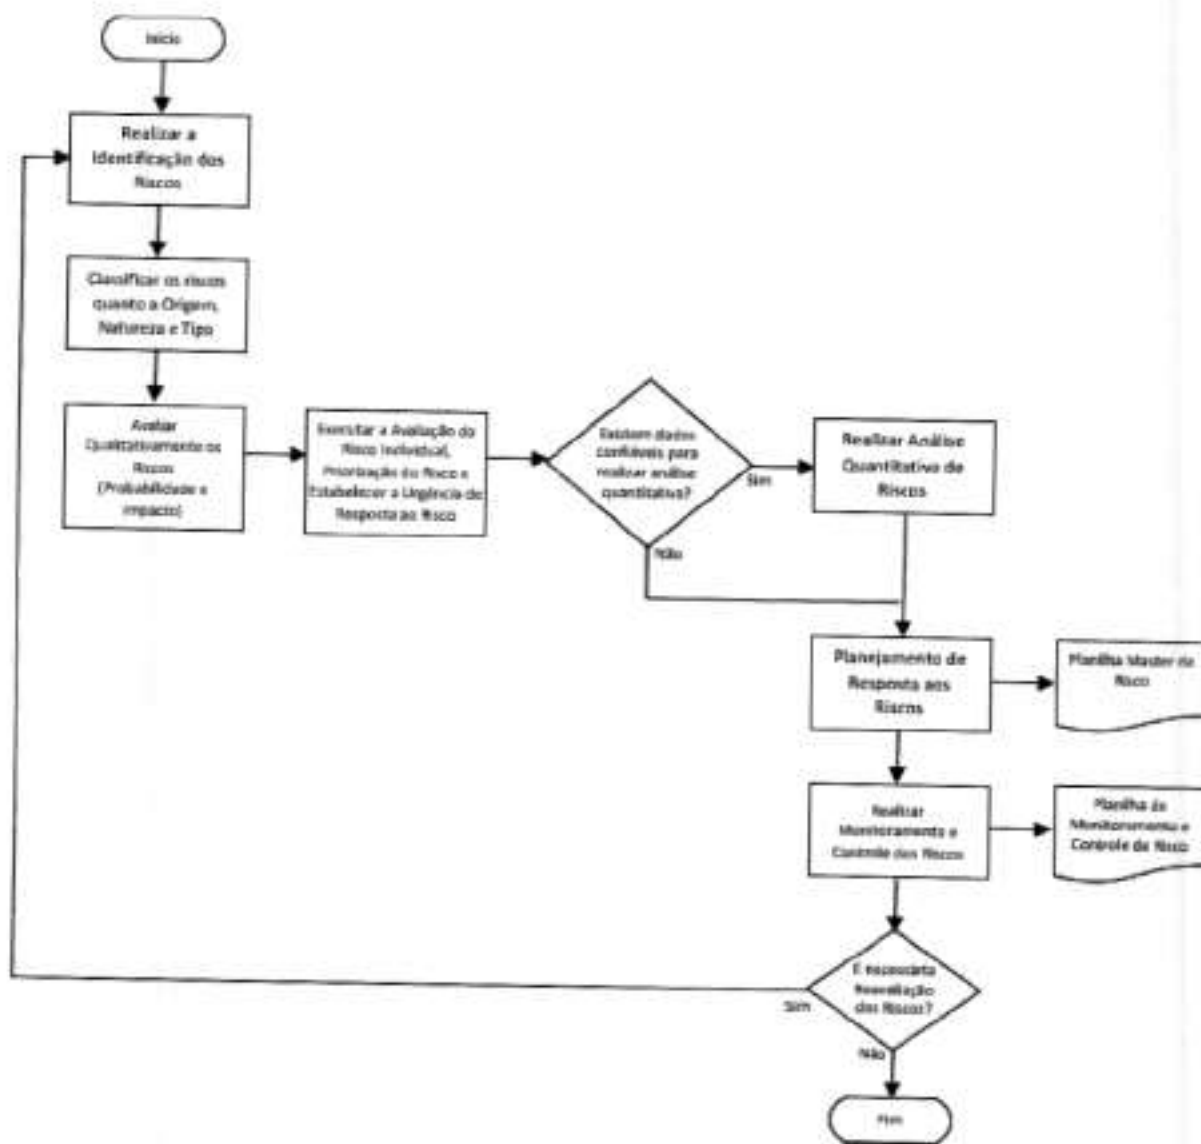 Início
Realizar a
Identificação dos
Riscos
Classificar os riscos
quanto a Origem,
Natureza e Tipo
Avaliar
Qualitativamente os
Riscos
(Probabilidade e
Impacto)
Executar a Avaliação do
Risco Individual,
Priorização do Risco e
Estabelecer a Urgência de
Resposta ao Risco
Existem dados
confiáveis para
realizar análise
quantitativa?
Sim
Não
Realizar Análise
Quantitativa de
Riscos
Planejamento de
Resposta aos
Riscos
Planilha Master de
Risco
Realizar
Monitoramento e
Controle dos Riscos
Planilha de
Monitoramento e
Controle de Risco
É necessária
Reavaliação
dos Riscos?
Sim
Não
Fim